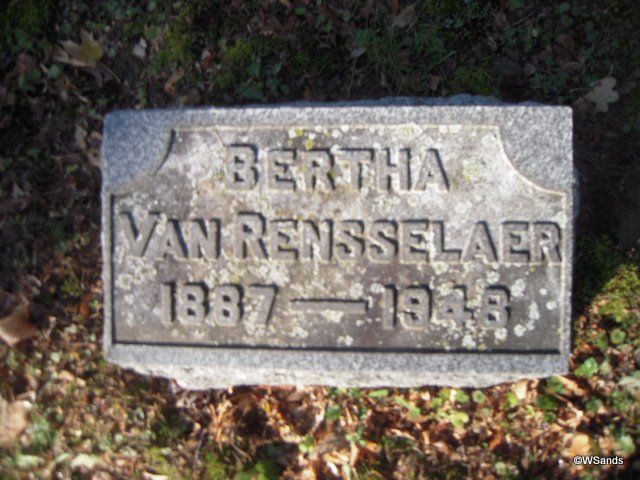 BERTHA
VAN RENSSELAER
1887 — 1948
©WSands